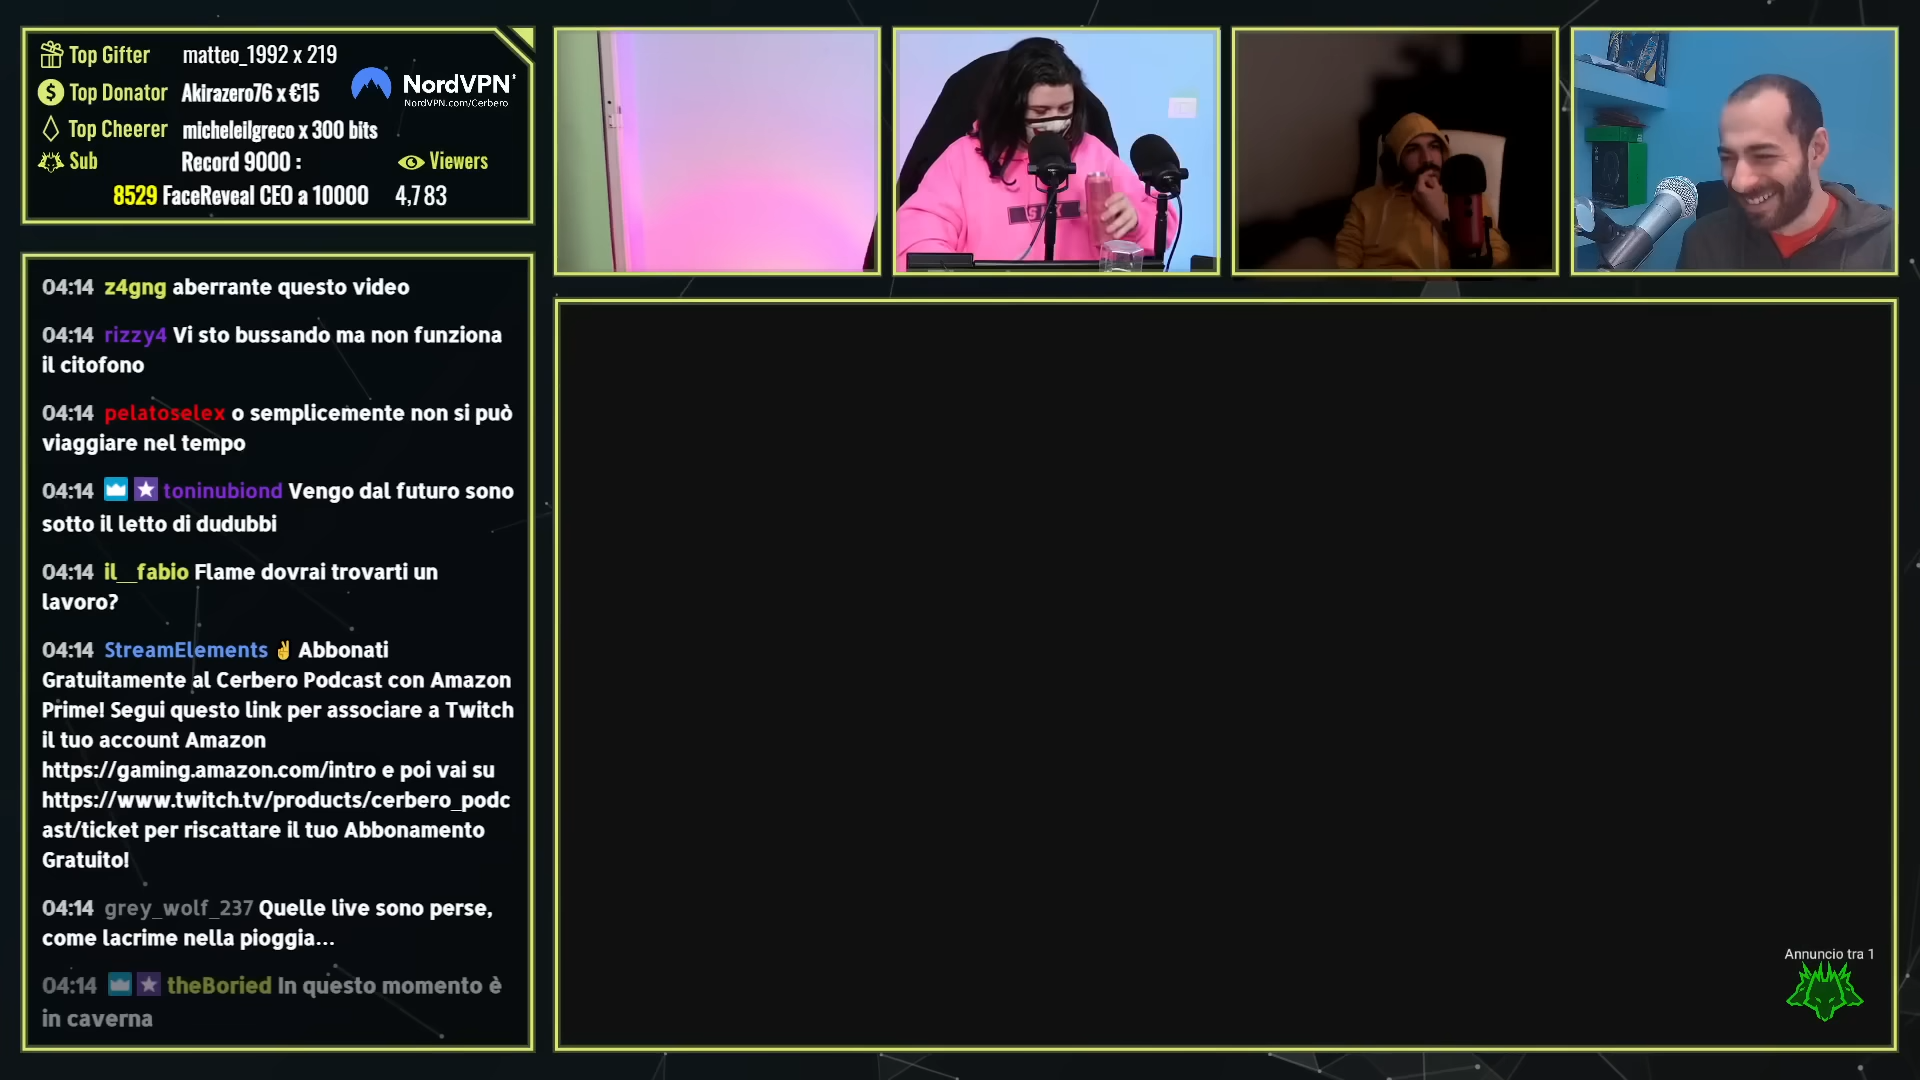 Top Gifter matteo_1992 x 219
Top Donator Akirazero76 x €15
Top Cheerer micheleilgreco x 300 bits
Sub Record 9000 : Viewers
8529 FaceReveal CEO a 10000 4,783
NordVPN
NordVPN.com/Cerbero
04:14 z4gng aberrante questo video
04:14 rizzy4 Vi sto bussando ma non funziona
il citofono
04:14 pelatoselex o semplicemente non si può
viaggiare nel tempo
04:14 toninubiond Vengo dal futuro sono
sotto il letto di dudubbi
04:14 il__fabio Flame dovrai trovarti un
lavoro?
04:14 StreamElements ✌ Abbonati
Gratuitamente al Cerbero Podcast con Amazon
Prime! Segui questo link per associare a Twitch
il tuo account Amazon
https://gaming.amazon.com/intro e poi vai su
https://www.twitch.tv/products/cerbero_podc
ast/ticket per riscattare il tuo Abbonamento
Gratuito!
04:14 grey_wolf_237 Quelle live sono perse,
come lacrime nella pioggia...
04:14 theBoried In questo momento è
in caverna
Annuncio tra 1